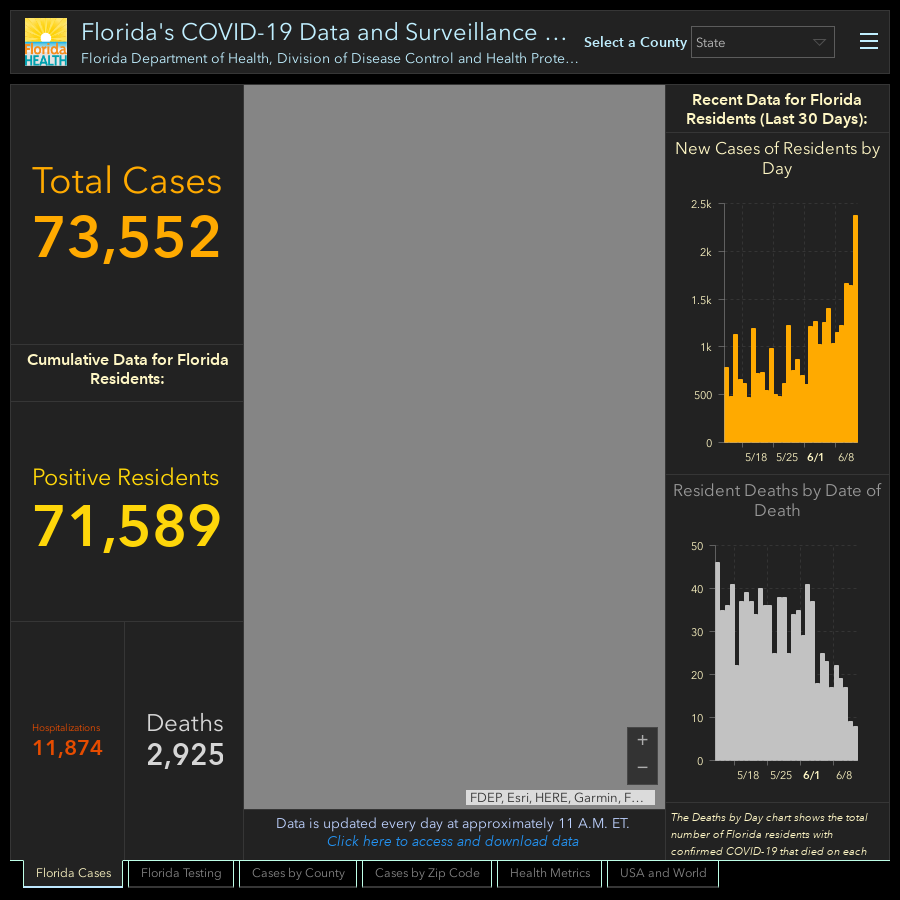 Florida
HEALTH
Florida's COVID-19 Data and Surveillance ...
Florida Department of Health, Division of Disease Control and Health Prote...
Select a County
State
Total Cases
73,552
Cumulative Data for Florida
Residents:
Positive Residents
71,589
Hospitalizations
11,874
Deaths
2,925
+
−
FDEP, Esri, HERE, Garmin, F...
Data is updated every day at approximately 11 A.M. ET.
Click here to access and download data
Recent Data for Florida
Residents (Last 30 Days):
New Cases of Residents by
Day
2.5k
2k
1.5k
1k
500
0
5/18 5/25 6/1 6/8
Resident Deaths by Date of
Death
50
40
30
20
10
0
5/18 5/25 6/1 6/8
The Deaths by Day chart shows the total
number of Florida residents with
confirmed COVID-19 that died on each
Florida Cases
Florida Testing
Cases by County
Cases by Zip Code
Health Metrics
USA and World